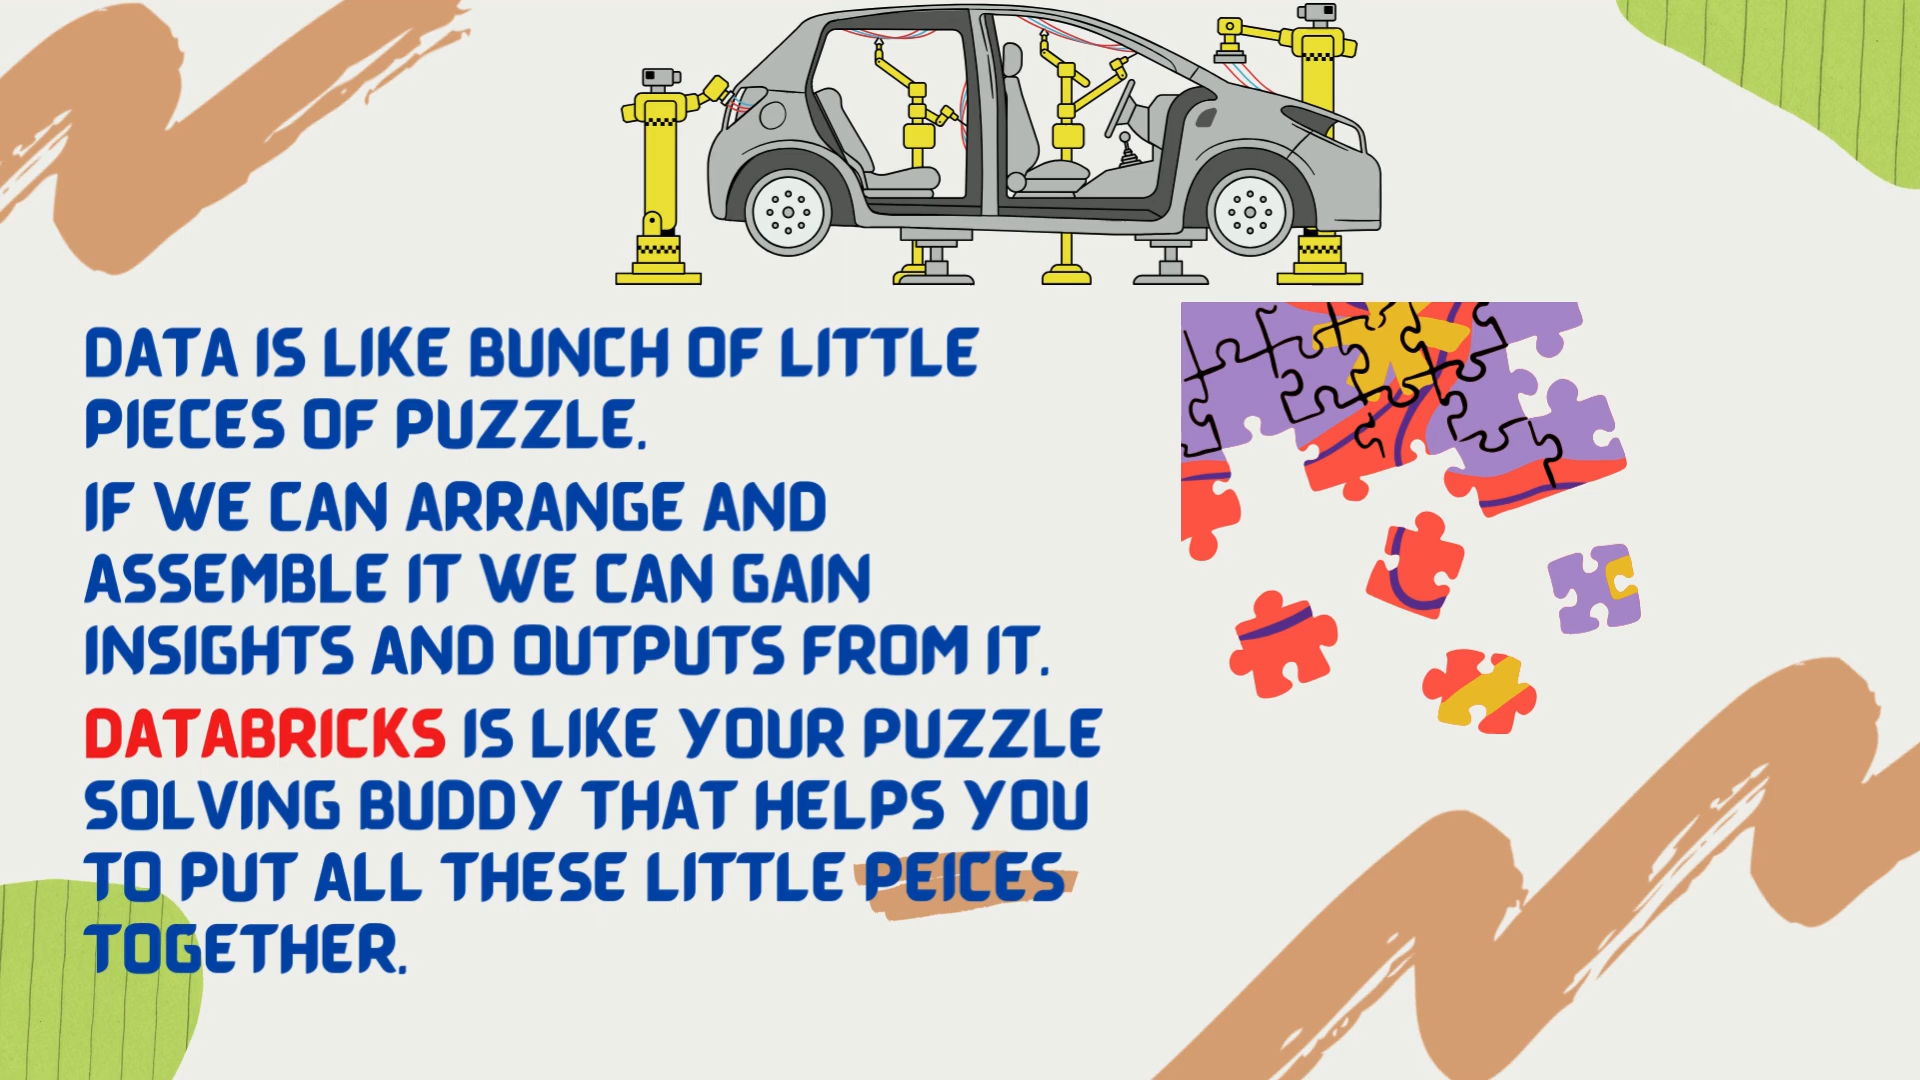 DATA IS LIKE BUNCH OF LITTLE
PIECES OF PUZZLE.
IF WE CAN ARRANGE AND
ASSEMBLE IT WE CAN GAIN
INSIGHTS AND OUTPUTS FROM IT.
DATABRICKS IS LIKE YOUR PUZZLE
SOLVING BUDDY THAT HELPS YOU
TO PUT ALL THESE LITTLE PEICES
TOGETHER.